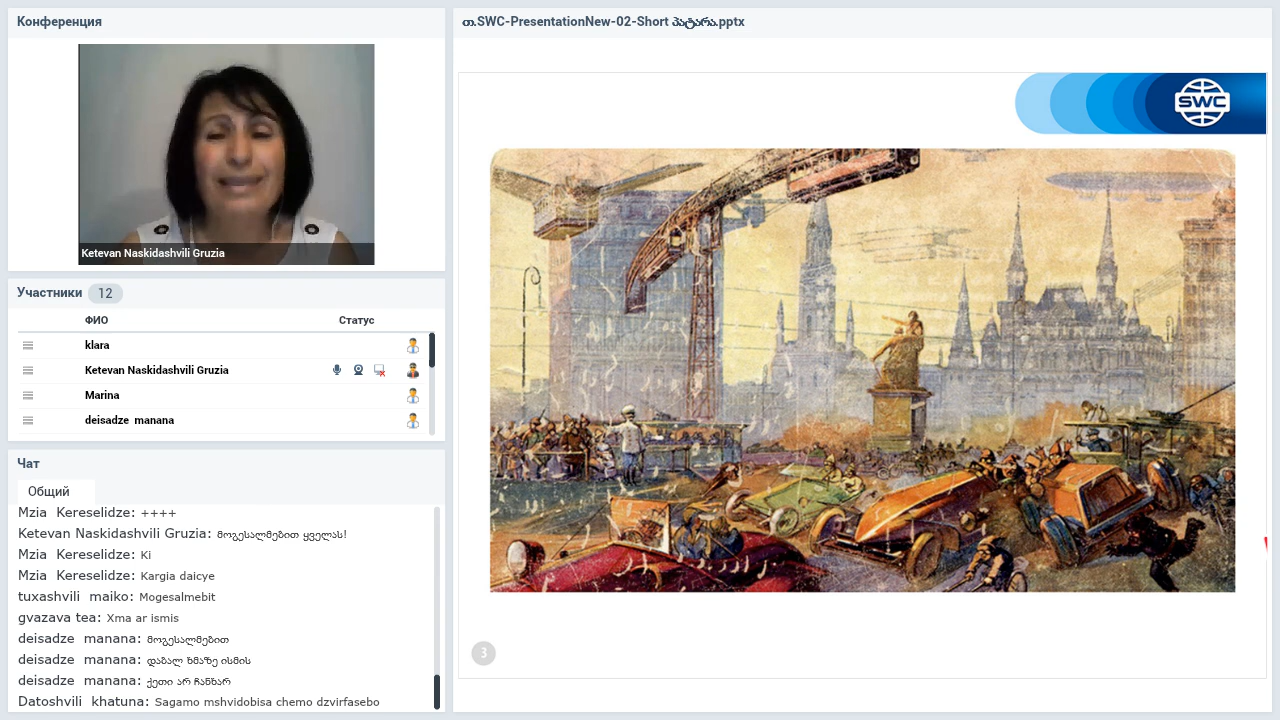 Конференция
Ketevan Naskidashvili Gruzia
Участники 12
ФИО Статус
klara
Ketevan Naskidashvili Gruzia
Marina
deisadze manana
Чат
Общий
Mzia Kereselidze: ++++
Ketevan Naskidashvili Gruzia: მოგესალმებით ყველას!
Mzia Kereselidze: Ki
Mzia Kereselidze: Kargia daicye
tuxashvili maiko: Mogesalmebit
gvazava tea: Xma ar ismis
deisadze manana: მოგესალმებით
deisadze manana: დაბალ ხმაზე ისმის
deisadze manana: ქეთი არ ჩანხარ
Datoshvili khatuna: Sagamo mshvidobisa chemo dzvirfasebo
თ.SWC-PresentationNew-02-Short პატარა.pptx
SWC
3